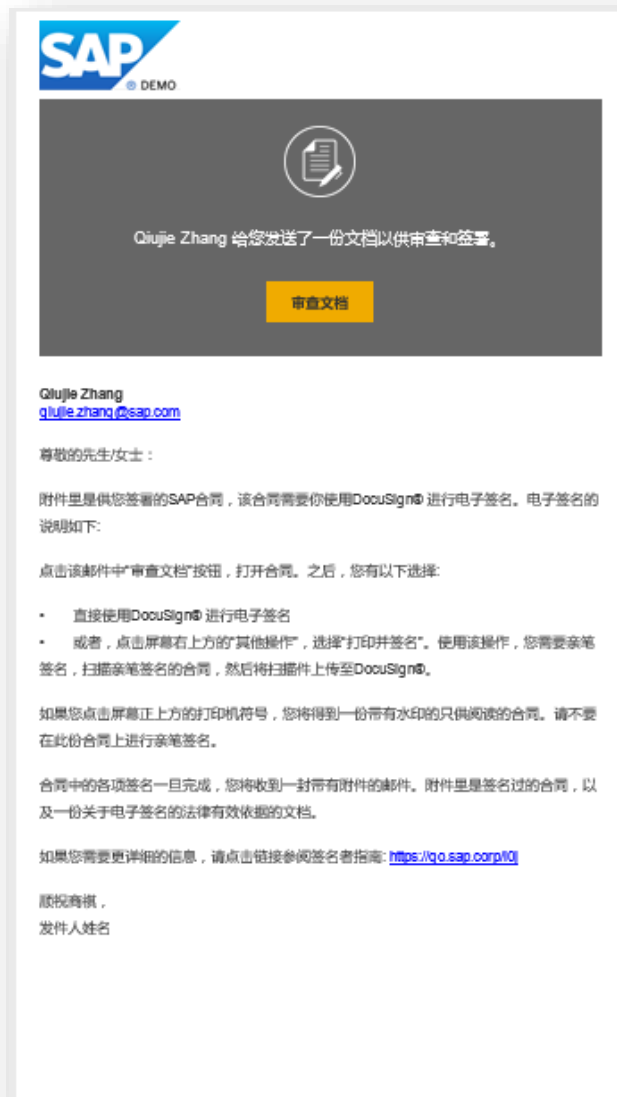 SAP
® DEMO
Qiujie Zhang 给您发送了一份文档以供审查和签署。
审查文档
Qiujie Zhang
qiujie.zhang@sap.com
尊敬的先生/女士：
附件里是供您签署的SAP合同，该合同需要你使用DocuSign® 进行电子签名。电子签名的
说明如下:
点击该邮件中"审查文档"按钮，打开合同。之后，您有以下选择:
• 直接使用DocuSign® 进行电子签名
• 或者，点击屏幕右上方的"其他操作"，选择"打印并签名"。使用该操作，您需要亲笔
签名，扫描亲笔签名的合同，然后将扫描件上传至DocuSign®。
如果您点击屏幕正上方的打印机符号，您将得到一份带有水印的只供阅读的合同。请不要
在此份合同上进行亲笔签名。
合同中的各项签名一旦完成，您将收到一封带有附件的邮件。附件里是签名过的合同，以
及一份关于电子签名的法律有效依据的文档。
如果您需要更详细的信息，请点击链接参阅签名者指南: https://go.sap.corp/l0j
顺祝商祺，
发件人姓名